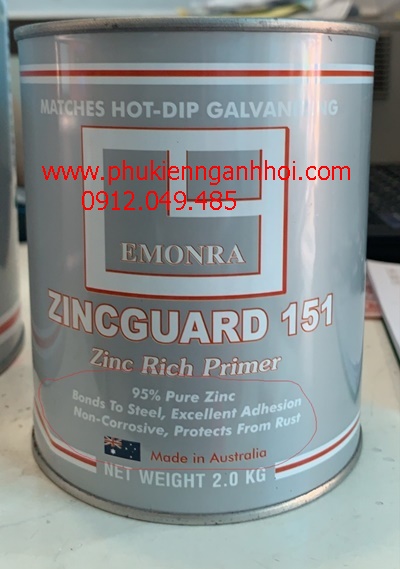 MATCHES HOT-DIP GALVANIZING
www.phukiennganhhoi.com
0912.049.485
EMONRA
ZINCGUARD 151
Zinc Rich Primer
95% Pure Zinc
Bonds To Steel, Excellent Adhesion
Non-Corrosive, Protects From Rust
Made in Australia
NET WEIGHT 2.0 KG